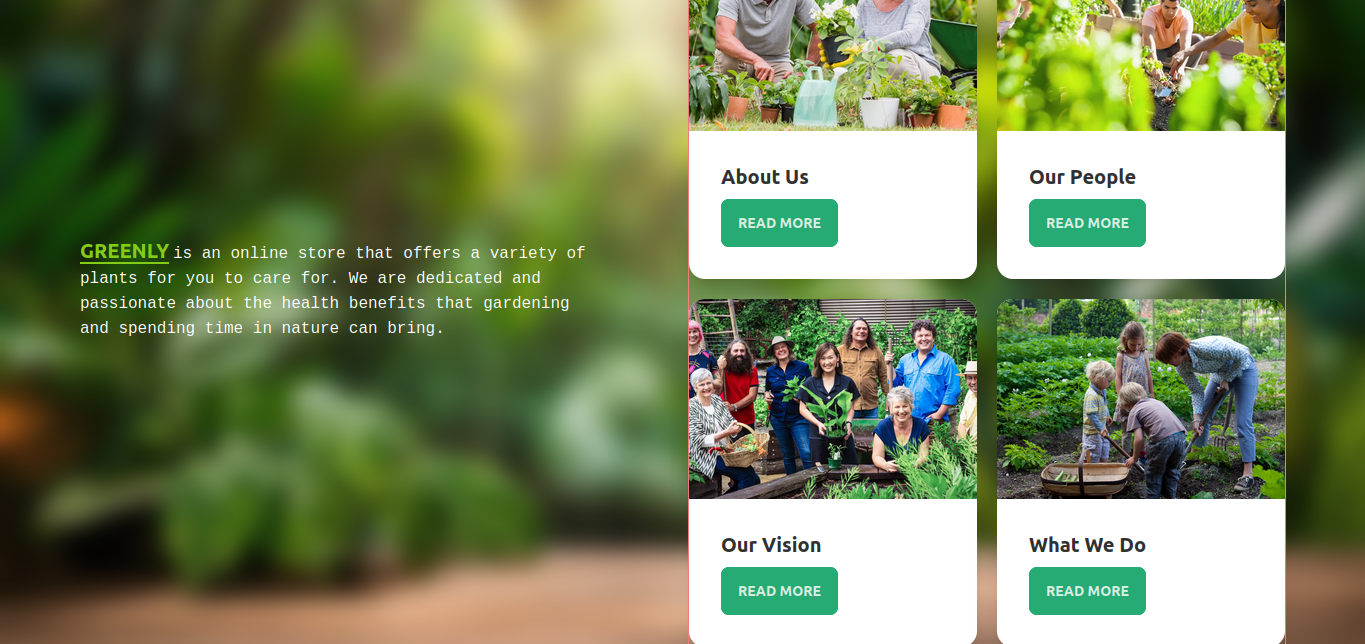 GREENLY is an online store that offers a variety of
plants for you to care for. We are dedicated and
passionate about the health benefits that gardening
and spending time in nature can bring.
About Us
READ MORE
Our People
READ MORE
Our Vision
READ MORE
What We Do
READ MORE